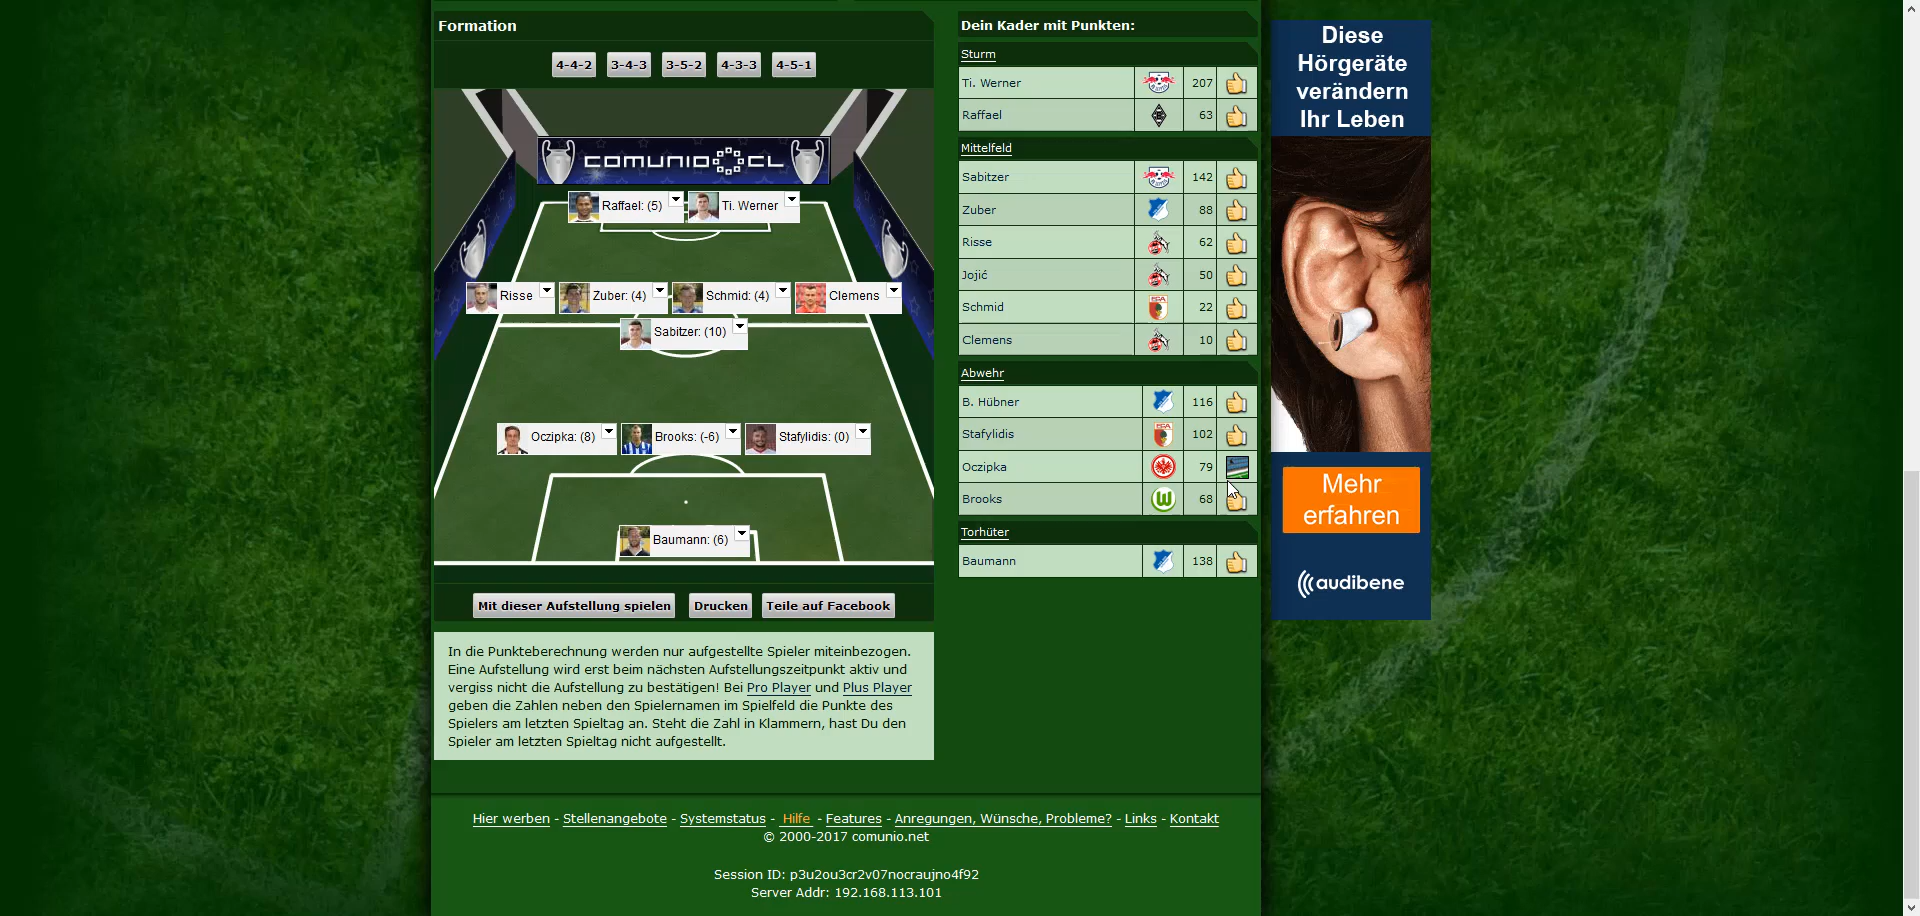 Formation
4-4-2 3-4-3 3-5-2 4-3-3 4-5-1
COMUNIO CL
Raffael: (5) Ti. Werner
Risse Zuber: (4) Schmid: (4) Clemens
Sabitzer: (10)
Oczipka: (8) Brooks: (-6) Stafylidis: (0)
Baumann: (6)
Mit dieser Aufstellung spielen Drucken Teile auf Facebook
In die Punkteberechnung werden nur aufgestellte Spieler miteinbezogen.
Eine Aufstellung wird erst beim nächsten Aufstellungszeitpunkt aktiv und
vergiss nicht die Aufstellung zu bestätigen! Bei Pro Player und Plus Player
geben die Zahlen neben den Spielernamen im Spielfeld die Punkte des
Spielers am letzten Spieltag an. Steht die Zahl in Klammern, hast Du den
Spieler am letzten Spieltag nicht aufgestellt.
Dein Kader mit Punkten:
Sturm
Ti. Werner 207
Raffael 63
Mittelfeld
Sabitzer 142
Zuber 88
Risse 62
Jojić 50
Schmid 22
Clemens 10
Abwehr
B. Hübner 116
Stafylidis 102
Oczipka 79
Brooks 68
Torhüter
Baumann 138
Diese
Hörgeräte
verändern
Ihr Leben
Mehr
erfahren
audibene
Hier werben - Stellenangebote - Systemstatus - Hilfe - Features - Anregungen, Wünsche, Probleme? - Links - Kontakt
© 2000-2017 comunio.net
Session ID: p3u2ou3cr2v07nocraujno4f92
Server Addr: 192.168.113.101